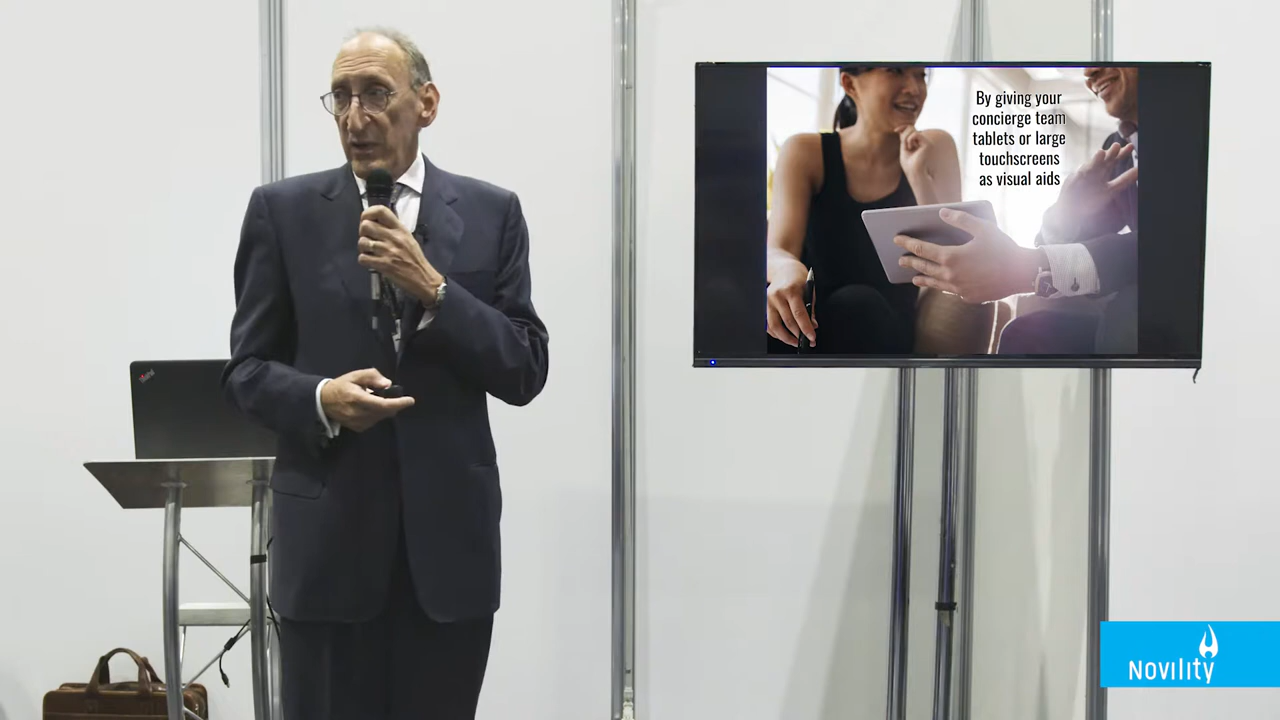 By giving your
concierge team
tablets or large
touchscreens
as visual aids
Novility